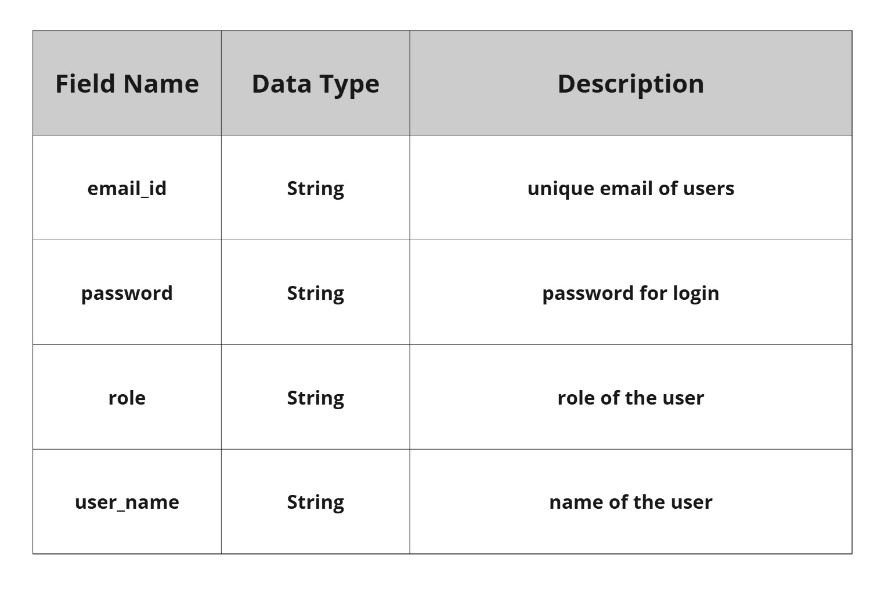 Field Name Data Type Description
email_id String unique email of users
password String password for login
role String role of the user
user_name String name of the user